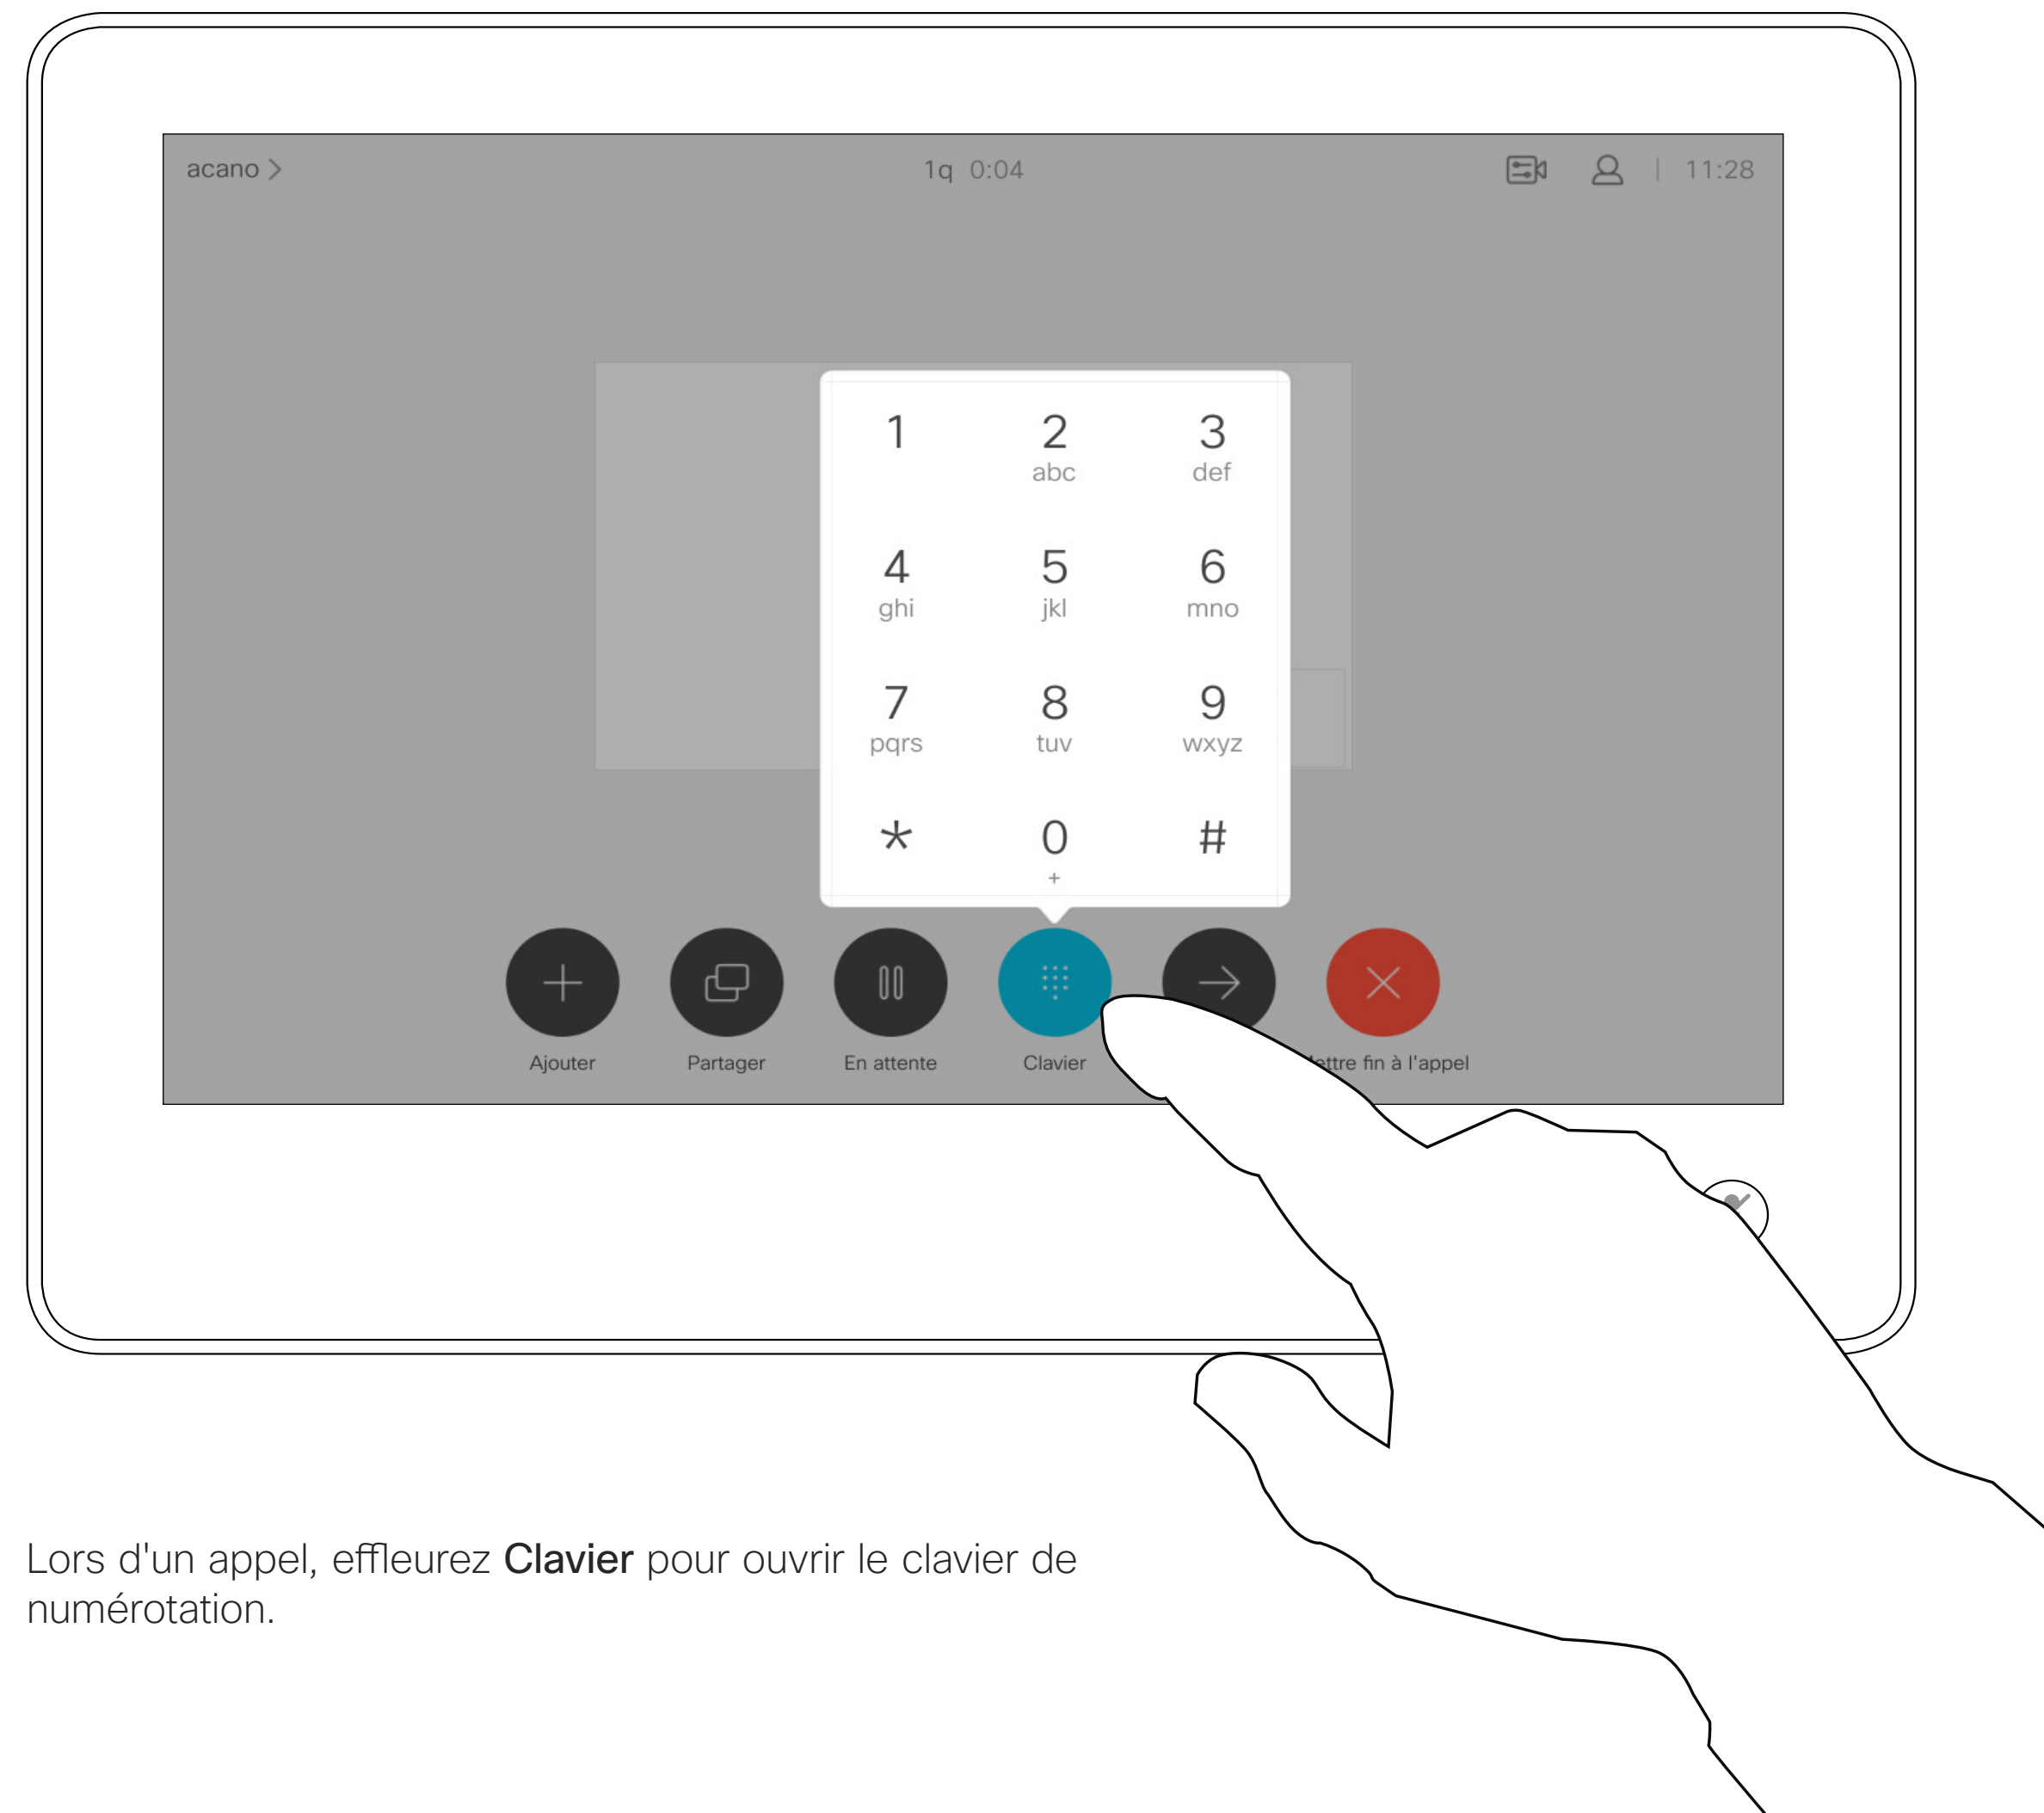 acano
1q 0:04
11:28
1 2 3
abc def
4 5 6
ghi jkl mno
7 8 9
pqrs tuv wxyz
* 0 #
+
Ajouter Partager En attente Clavier fin à l'appel
Lors d'un appel, effleurez Clavier pour ouvrir le clavier de
numérotation.